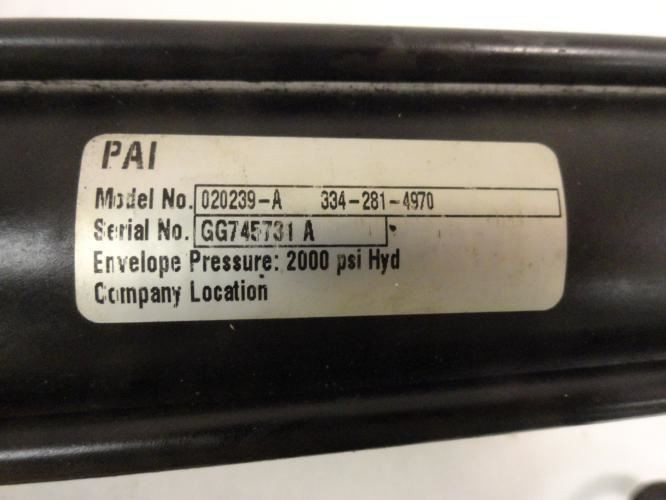 PAI
Model No. 020239-A 334-281-4970
Serial No. GG745731 A
Envelope Pressure: 2000 psi Hyd
Company Location